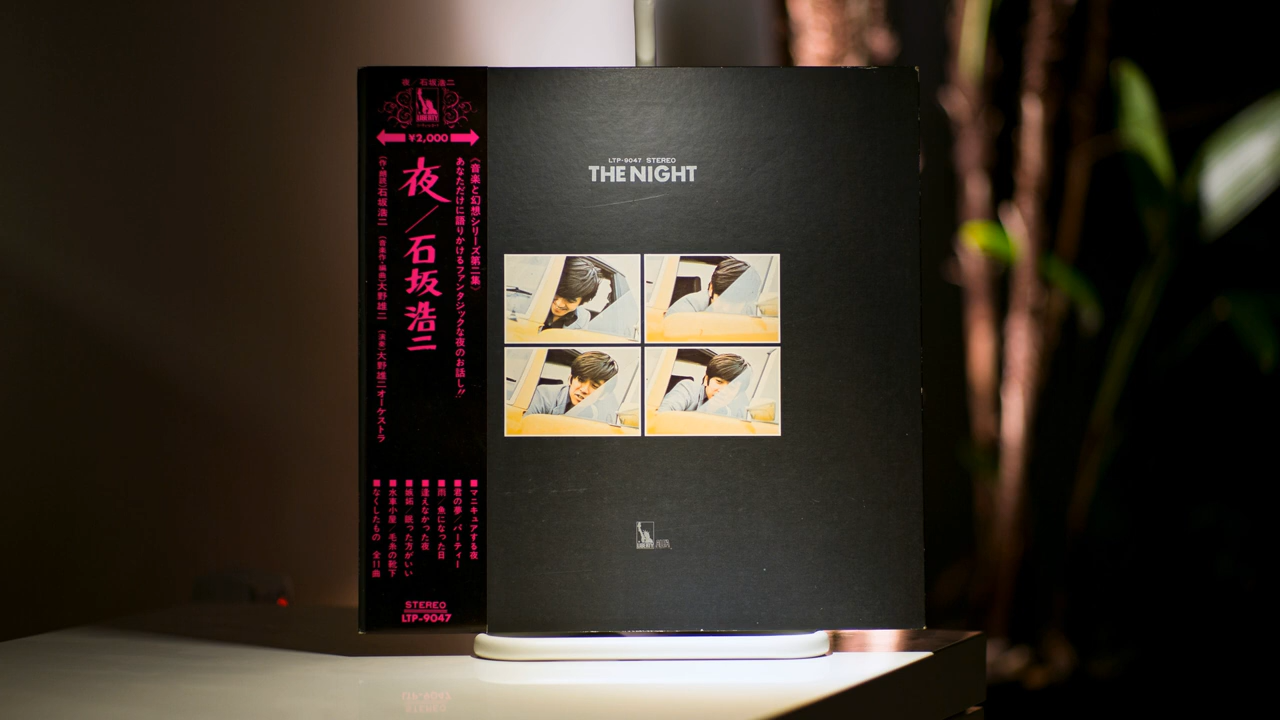 夜/石坂浩二
LIBERTY
¥2,000
《音楽と幻想シリーズ第二集》
あなただけに語りかけるファンタジックな夜のお話し!!
夜/石坂浩二
(作・朗読)石坂浩二 (音楽作・編曲)大野雄二 (演奏)大野雄二オーケストラ
■マニキュアする夜
■君の夢/パーティー
■雨/魚になった日
■逢えなかった夜
■嫉妬/眠った方がいい
■水車小屋/毛糸の靴下
■なくしたもの 全11曲
STEREO
LTP-9047
LTP-9047 STEREO
THE NIGHT
LIBERTY